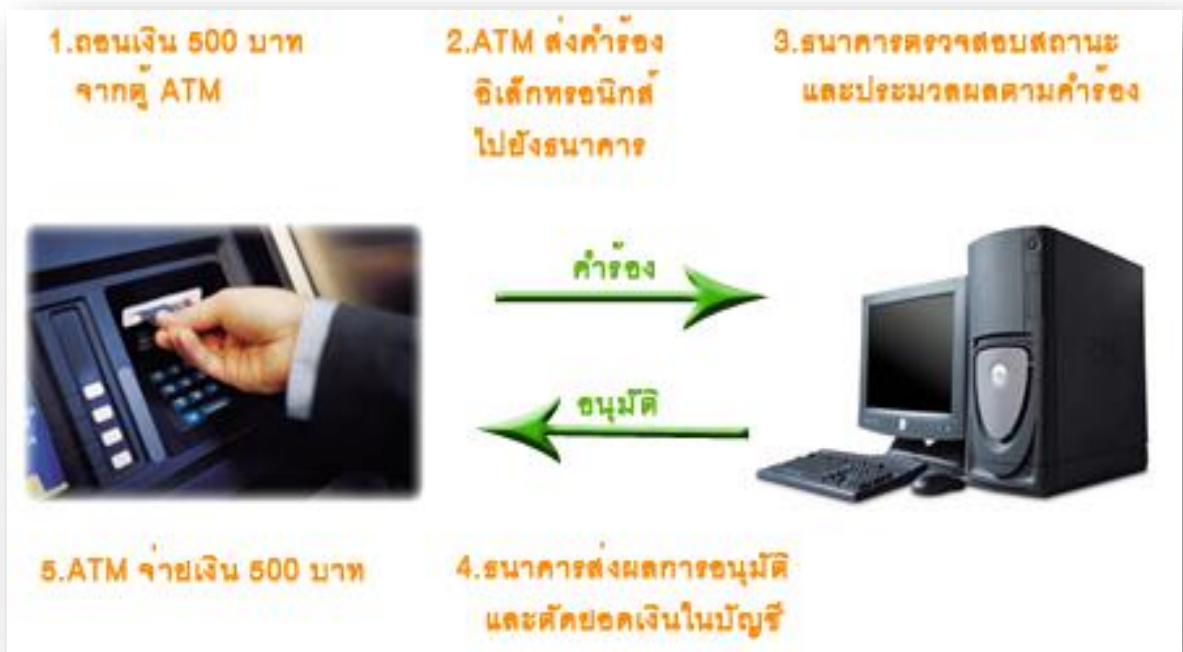 1.ถอนเงิน 500 บาท
จากตู้ ATM
2.ATM ส่งคำร้อง
อิเล็กทรอนิกส์
ไปยังธนาคาร
3.ธนาคารตรวจสอบสถานะ
และประมวลผลตามคำร้อง
คำร้อง
อนุมัติ
5.ATM จ่ายเงิน 500 บาท
4.ธนาคารส่งผลการอนุมัติ
และตัดยอดเงินในบัญชี